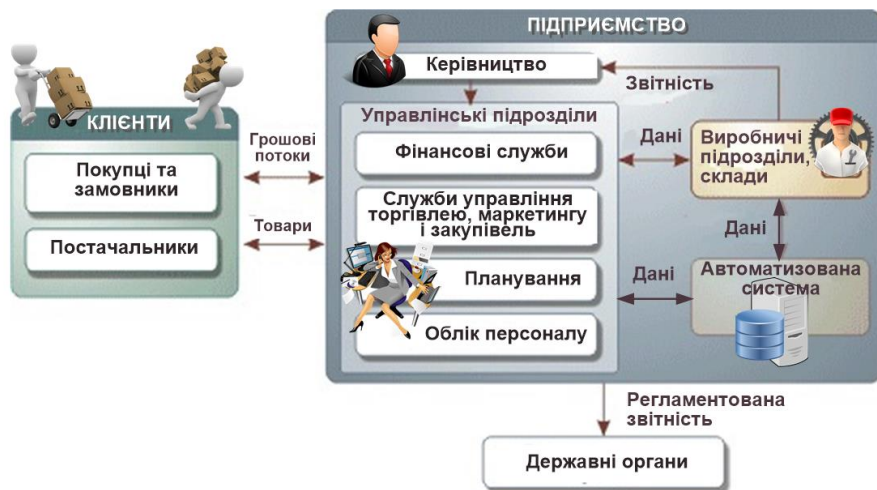 ПІДПРИЄМСТВО
Керівництво
Звітність
Управлінські підрозділи
Фінансові служби
Служби управління
торгівлею, маркетингу
і закупівель
Планування
Облік персоналу
Дані
Виробничі
підрозділи,
склади
Дані
Дані
Автоматизована
система
КЛІЄНТИ
Покупці та
замовники
Постачальники
Грошові
потоки
Товари
Регламентована
звітність
Державні органи